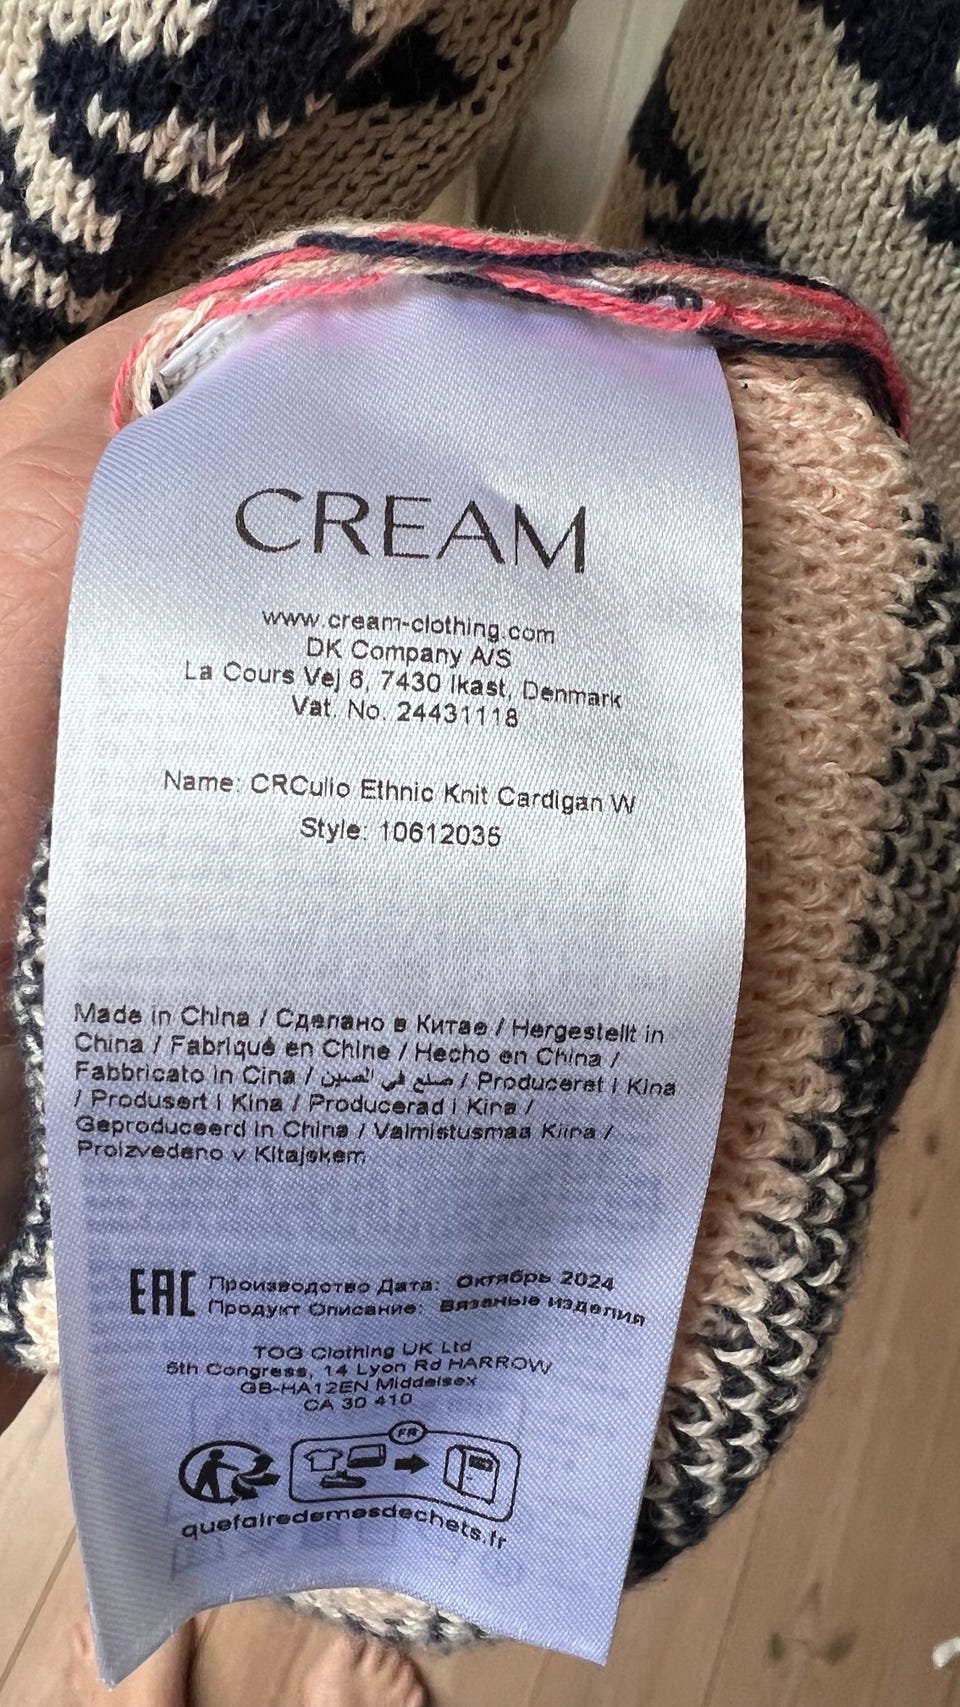 CREAM
www.cream-clothing.com
DK Company A/S
La Cours Vej 6, 7430 Ikast, Denmark
Vat. No. 24431118
Name: CRCulio Ethnic Knit Cardigan W
Style: 10612035
Made in China / Сделано в Китае / Hergestellt in
China / Fabriqué en Chine / Hecho en China /
Fabbricato in Cina / صنع في الصين / Produceret i Kina
/ Produsert i Kina / Producerad i Kina /
Geproduceerd in China / Valmistusmaa Kiina /
Proizvedeno v Kitajskem
EAC Производство Дата: Октябрь 2024
Продукт Описание: Вязаные изделия
TOG Clothing UK Ltd
5th Congress, 14 Lyon Rd HARROW
GB-HA12EN Middelsex
CA 30 410
FR
quefairedemesdechets.fr